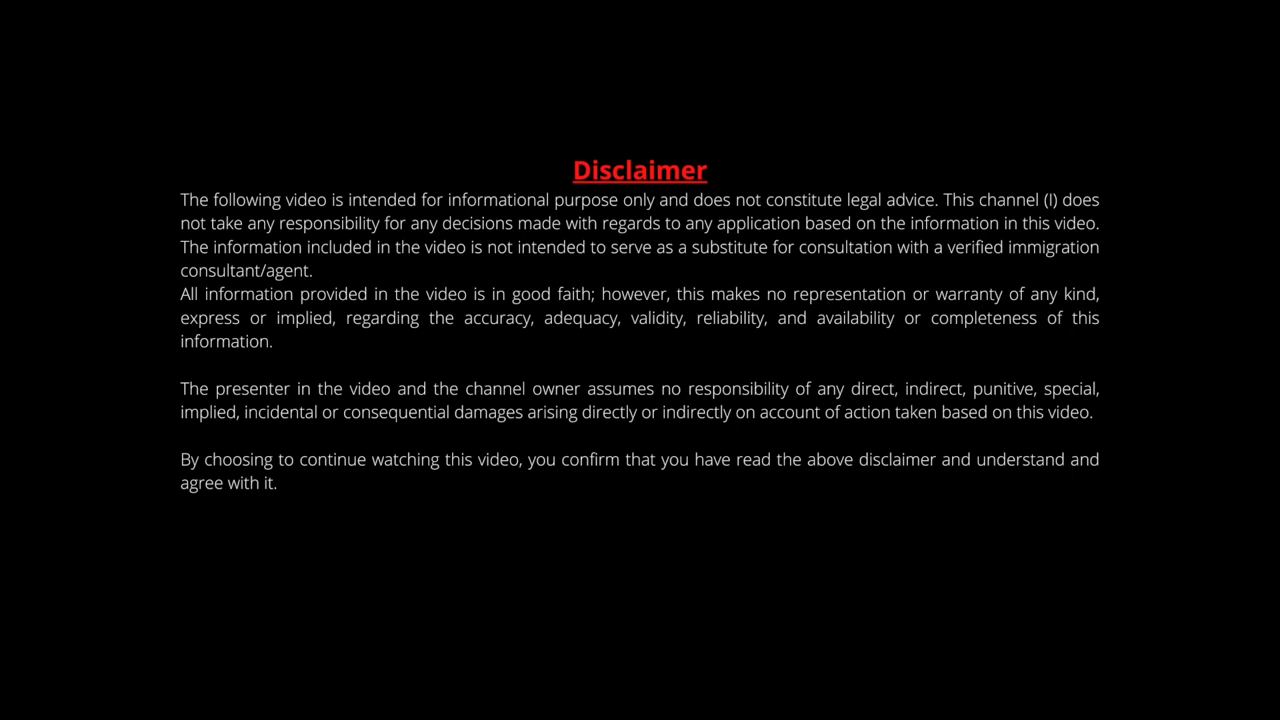 Disclaimer
The following video is intended for informational purpose only and does not constitute legal advice. This channel (I) does
not take any responsibility for any decisions made with regards to any application based on the information in this video.
The information included in the video is not intended to serve as a substitute for consultation with a verified immigration
consultant/agent.
All information provided in the video is in good faith; however, this makes no representation or warranty of any kind,
express or implied, regarding the accuracy, adequacy, validity, reliability, and availability or completeness of this
information.
The presenter in the video and the channel owner assumes no responsibility of any direct, indirect, punitive, special,
implied, incidental or consequential damages arising directly or indirectly on account of action taken based on this video.
By choosing to continue watching this video, you confirm that you have read the above disclaimer and understand and
agree with it.